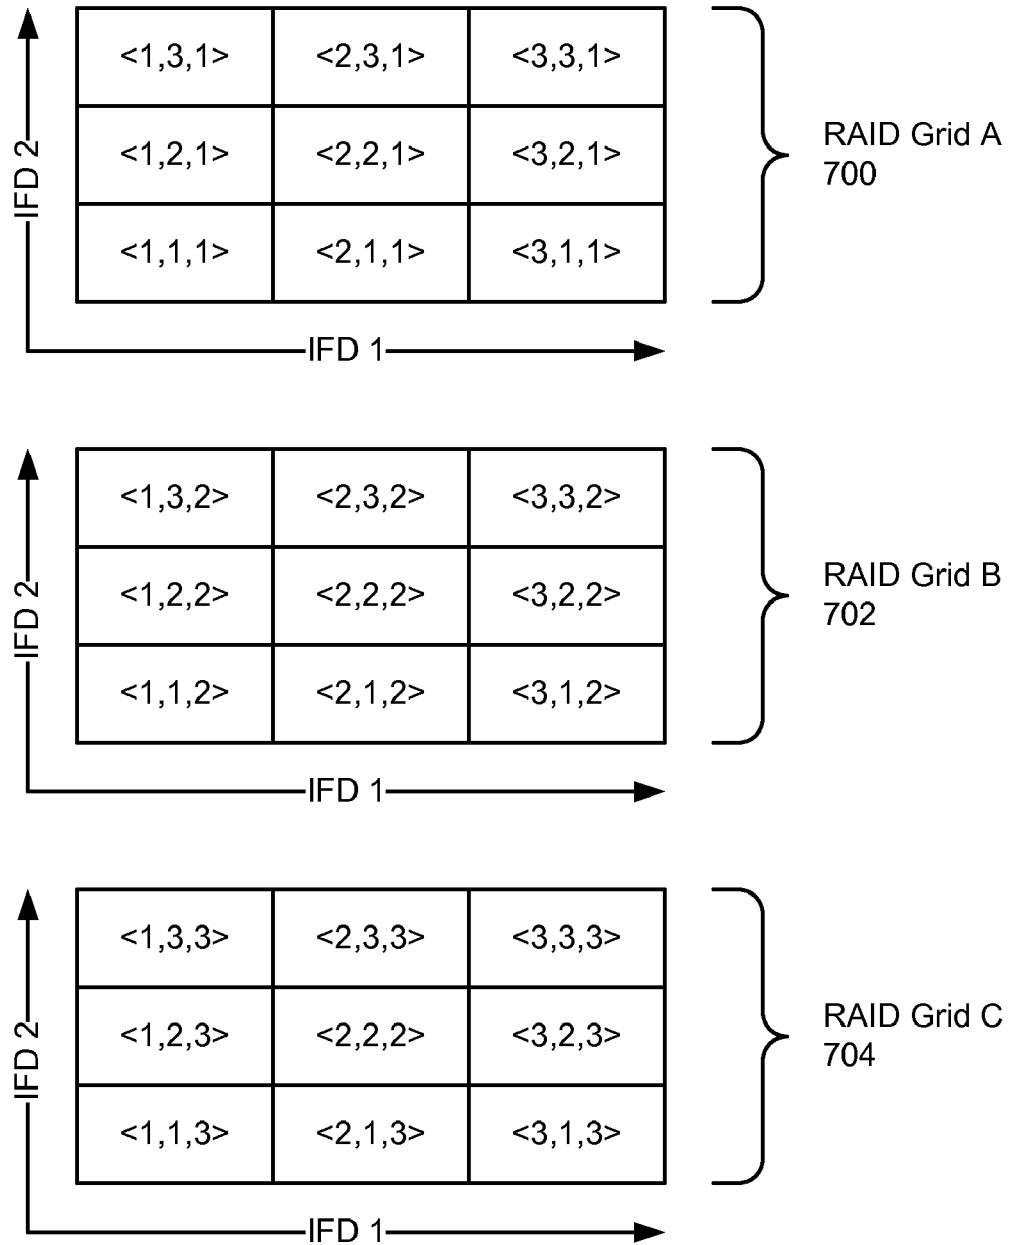 <1,3,1> <2,3,1> <3,3,1>
<1,2,1> <2,2,1> <3,2,1>
<1,1,1> <2,1,1> <3,1,1>
IFD 2
IFD 1
RAID Grid A
700
<1,3,2> <2,3,2> <3,3,2>
<1,2,2> <2,2,2> <3,2,2>
<1,1,2> <2,1,2> <3,1,2>
IFD 2
IFD 1
RAID Grid B
702
<1,3,3> <2,3,3> <3,3,3>
<1,2,3> <2,2,2> <3,2,3>
<1,1,3> <2,1,3> <3,1,3>
IFD 2
IFD 1
RAID Grid C
704